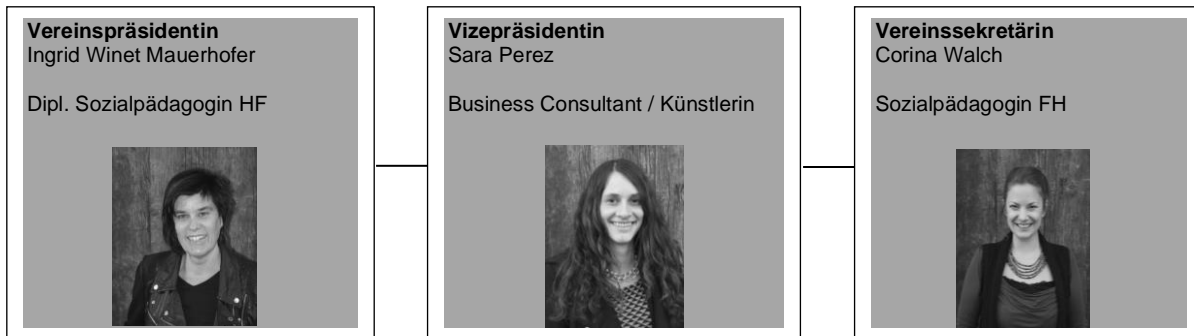 Vereinspräsidentin
Ingrid Winet Mauerhofer
Dipl. Sozialpädagogin HF
Vizepräsidentin
Sara Perez
Business Consultant / Künstlerin
Vereinssekretärin
Corina Walch
Sozialpädagogin FH